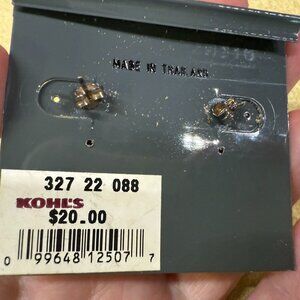 MADE IN THAILAND
327 22 088
KOHL'S
$20.00
0 99648 12507 7